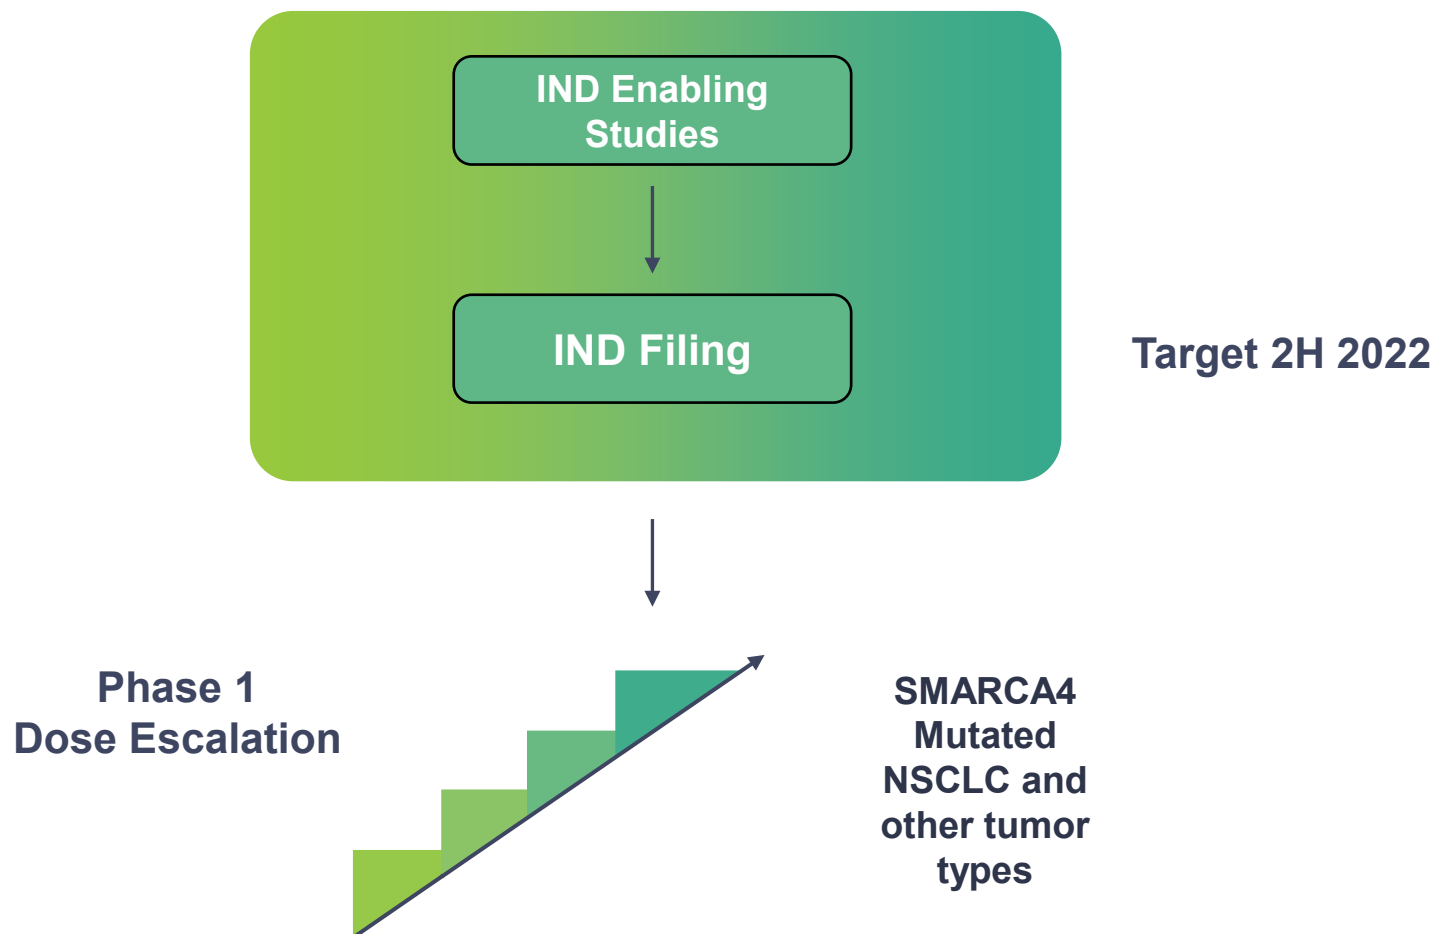 IND Enabling
Studies
IND Filing
Target 2H 2022
Phase 1
Dose Escalation
SMARCA4
Mutated
NSCLC and
other tumor
types